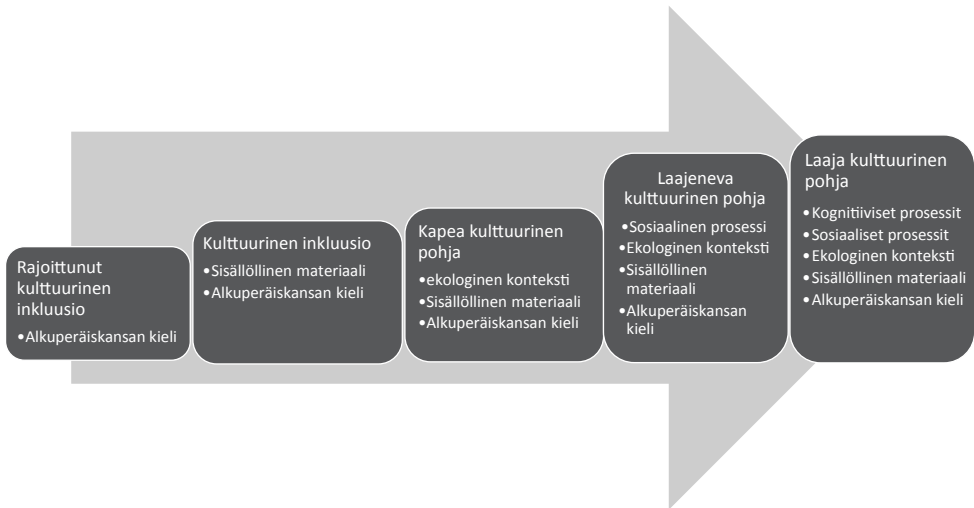 Rajoittunut
kulttuurinen
inkluusio
•Alkuperäiskansan kieli
Kulttuurinen inkluusio
•Sisällöllinen materiaali
•Alkuperäiskansan kieli
Kapea kulttuurinen
pohja
•ekologinen konteksti
•Sisällöllinen materiaali
•Alkuperäiskansan kieli
Laajeneva
kulttuurinen pohja
•Sosiaalinen prosessi
•Ekologinen konteksti
•Sisällöllinen
materiaali
•Alkuperäiskansan
kieli
Laaja kulttuurinen
pohja
•Kognitiiviset prosessit
•Sosiaaliset prosessit
•Ekologinen konteksti
•Sisällöllinen materiaali
•Alkuperäiskansan kieli